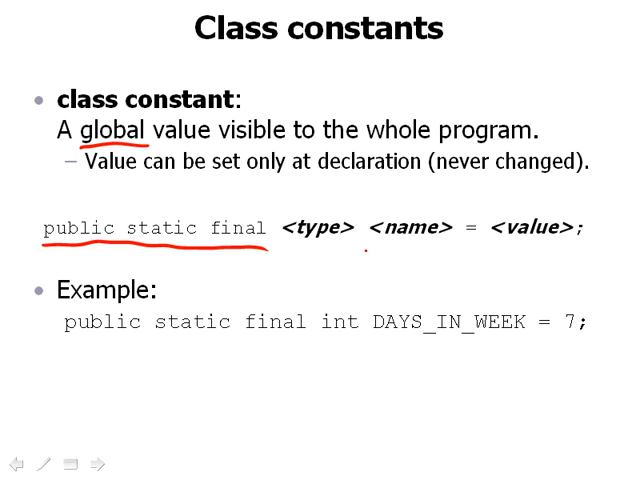 Class constants
• class constant:
A global value visible to the whole program.
– Value can be set only at declaration (never changed).
public static final <type> <name> = <value>;
• Example:
public static final int DAYS_IN_WEEK = 7;